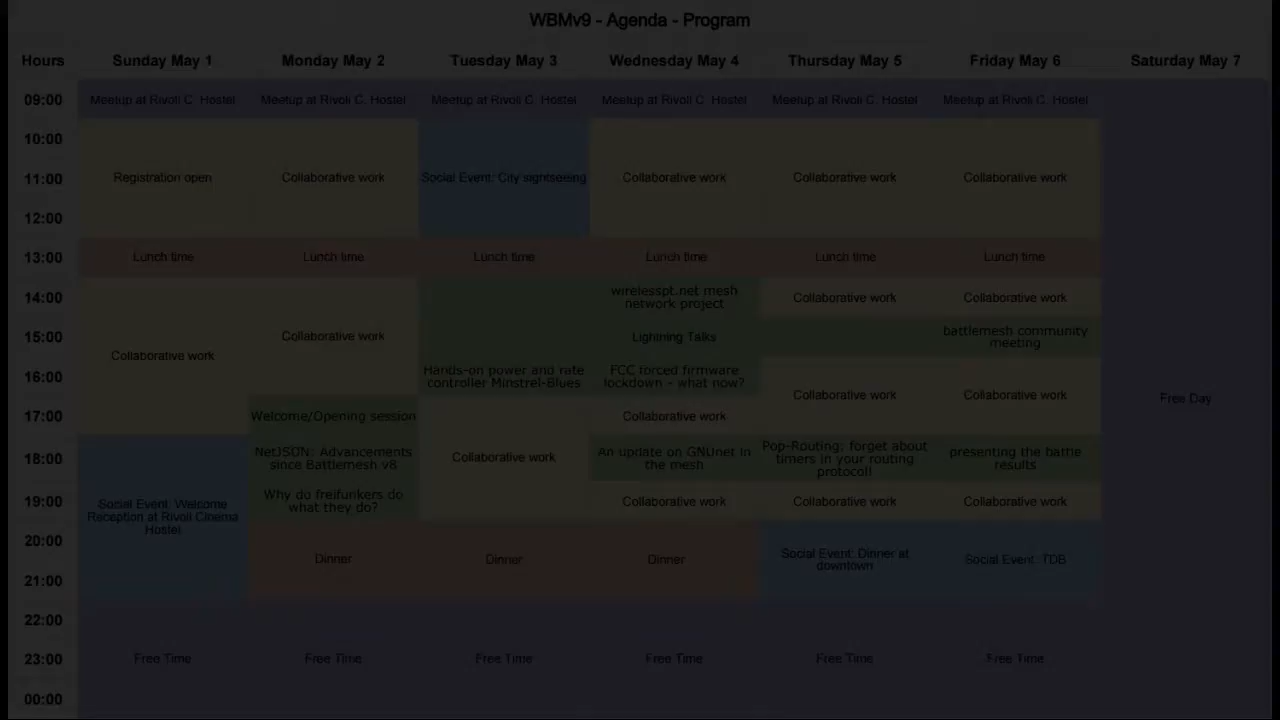 WBMv9 - Agenda - Program
Hours Sunday May 1 Monday May 2 Tuesday May 3 Wednesday May 4 Thursday May 5 Friday May 6 Saturday May 7
09:00 Meetup at Rivoli C. Hostel Meetup at Rivoli C. Hostel Meetup at Rivoli C. Hostel Meetup at Rivoli C. Hostel Meetup at Rivoli C. Hostel Meetup at Rivoli C. Hostel
10:00
11:00 Registration open Collaborative work Social Event: City sightseeing Collaborative work Collaborative work Collaborative work
12:00
13:00 Lunch time Lunch time Lunch time Lunch time Lunch time Lunch time
14:00 wirelesspt.net mesh
network project Collaborative work Collaborative work
15:00 Collaborative work Lightning Talks battlemesh community
meeting
Collaborative work
16:00 Hands-on power and rate
controller Minstrel-Blues FCC forced firmware
lockdown - what now? Collaborative work Collaborative work
Free Day
17:00 Welcome/Opening session Collaborative work
18:00 NetJSON: Advancements
since Battlemesh v8 Collaborative work An update on GNUnet in
the mesh Pop-Routing: forget about
timers in your routing
protocol! presenting the battle
results
19:00 Social Event: Welcome
Reception at Rivoli Cinema
Hostel Why do freifunkers do
what they do? Collaborative work Collaborative work Collaborative work
20:00 Dinner Dinner Dinner Social Event: Dinner at
downtown Social Event: TDB
21:00
22:00
23:00 Free Time Free Time Free Time Free Time Free Time Free Time
00:00